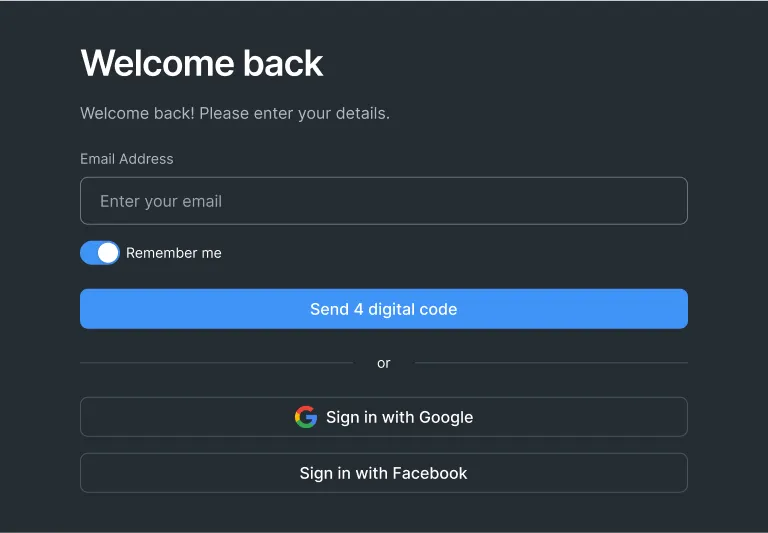 Welcome back
Welcome back! Please enter your details.
Email Address
Enter your email
Remember me
Send 4 digital code
or
Sign in with Google
Sign in with Facebook